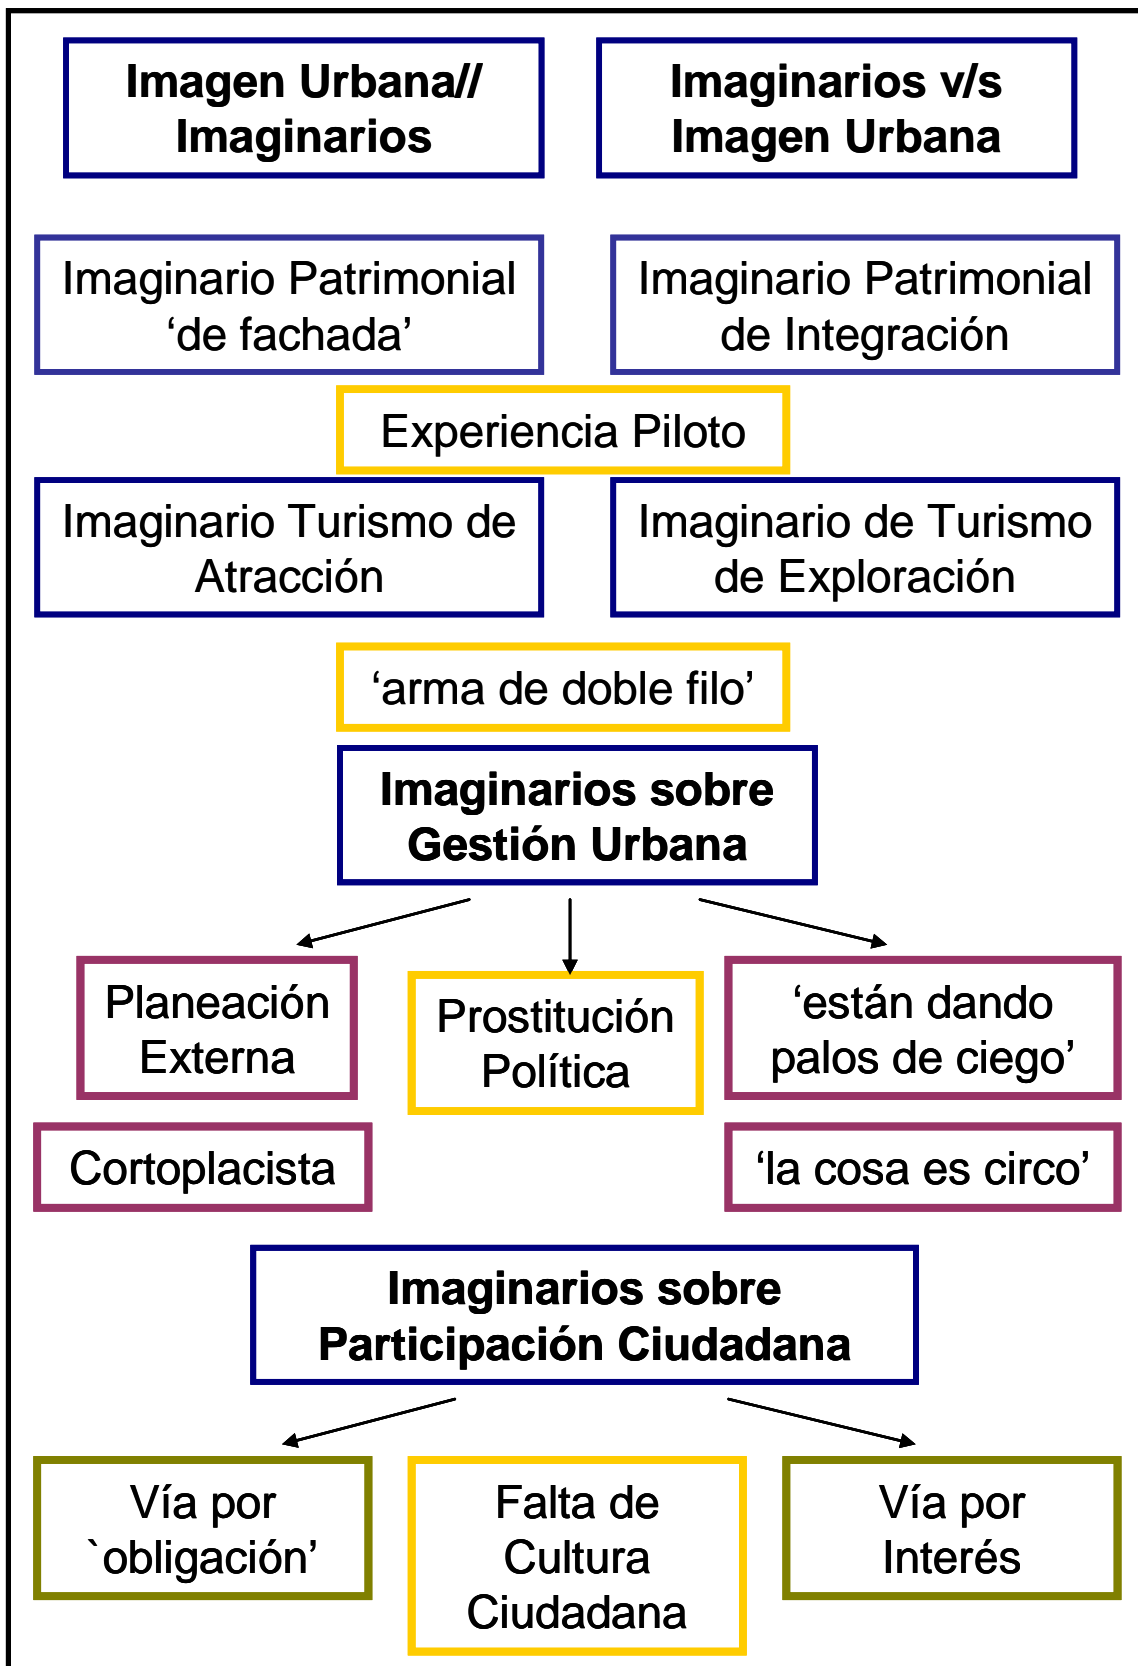 Imagen Urbana//
Imaginarios
Imaginarios v/s
Imagen Urbana
Imaginario Patrimonial
‘de fachada’
Imaginario Patrimonial
de Integración
Experiencia Piloto
Imaginario Turismo de
Atracción
Imaginario de Turismo
de Exploración
‘arma de doble filo’
Imaginarios sobre
Gestión Urbana
Planeación
Externa
Prostitución
Política
‘están dando
palos de ciego’
Cortoplacista
‘la cosa es circo’
Imaginarios sobre
Participación Ciudadana
Vía por
`obligación’
Falta de
Cultura
Ciudadana
Vía por
Interés